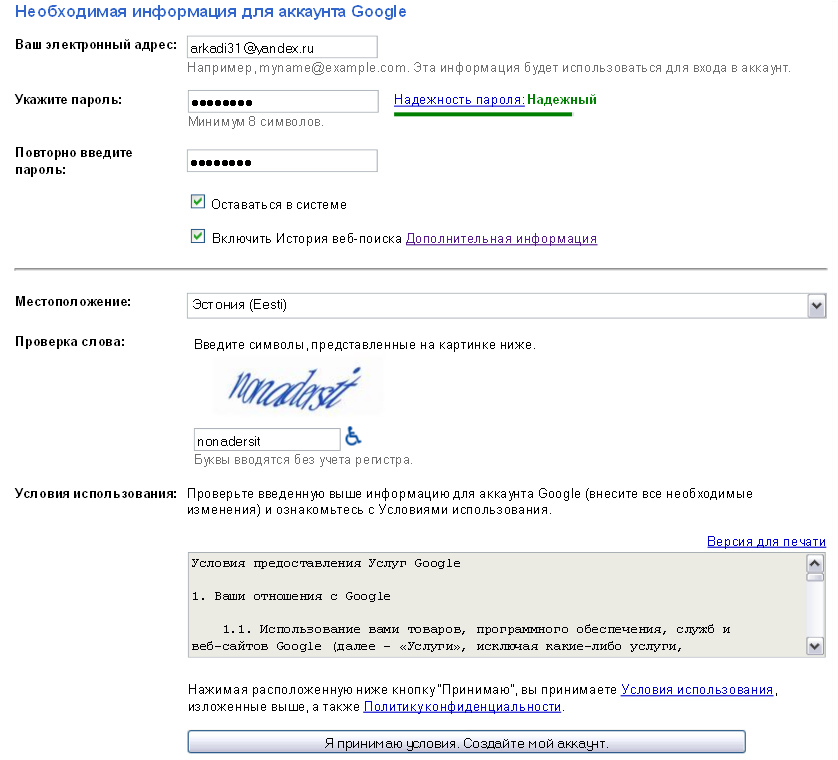 Необходимая информация для аккаунта Google
Ваш электронный адрес: arkadi31@yandex.ru
Например, myname@example.com. Эта информация будет использоваться для входа в аккаунт.
Укажите пароль: •••••••• Надежность пароля: Надежный
Минимум 8 символов.
Повторно введите
пароль: ••••••••
Оставаться в системе
Включить История веб-поиска Дополнительная информация
Местоположение: Эстония (Eesti)
Проверка слова: Введите символы, представленные на картинке ниже.
nonadersti
nonadersit
Буквы вводятся без учета регистра.
Условия использования: Проверьте введенную выше информацию для аккаунта Google (внесите все необходимые
изменения) и ознакомьтесь с Условиями использования.
Версия для печати
Условия предоставления Услуг Google
1. Ваши отношения с Google
1.1. Использование вами товаров, программного обеспечения, служб и
веб-сайтов Google (далее – «Услуги», исключая какие-либо услуги,
Нажимая расположенную ниже кнопку "Принимаю", вы принимаете Условия использования,
изложенные выше, а также Политику конфиденциальности.
Я принимаю условия. Создайте мой аккаунт.